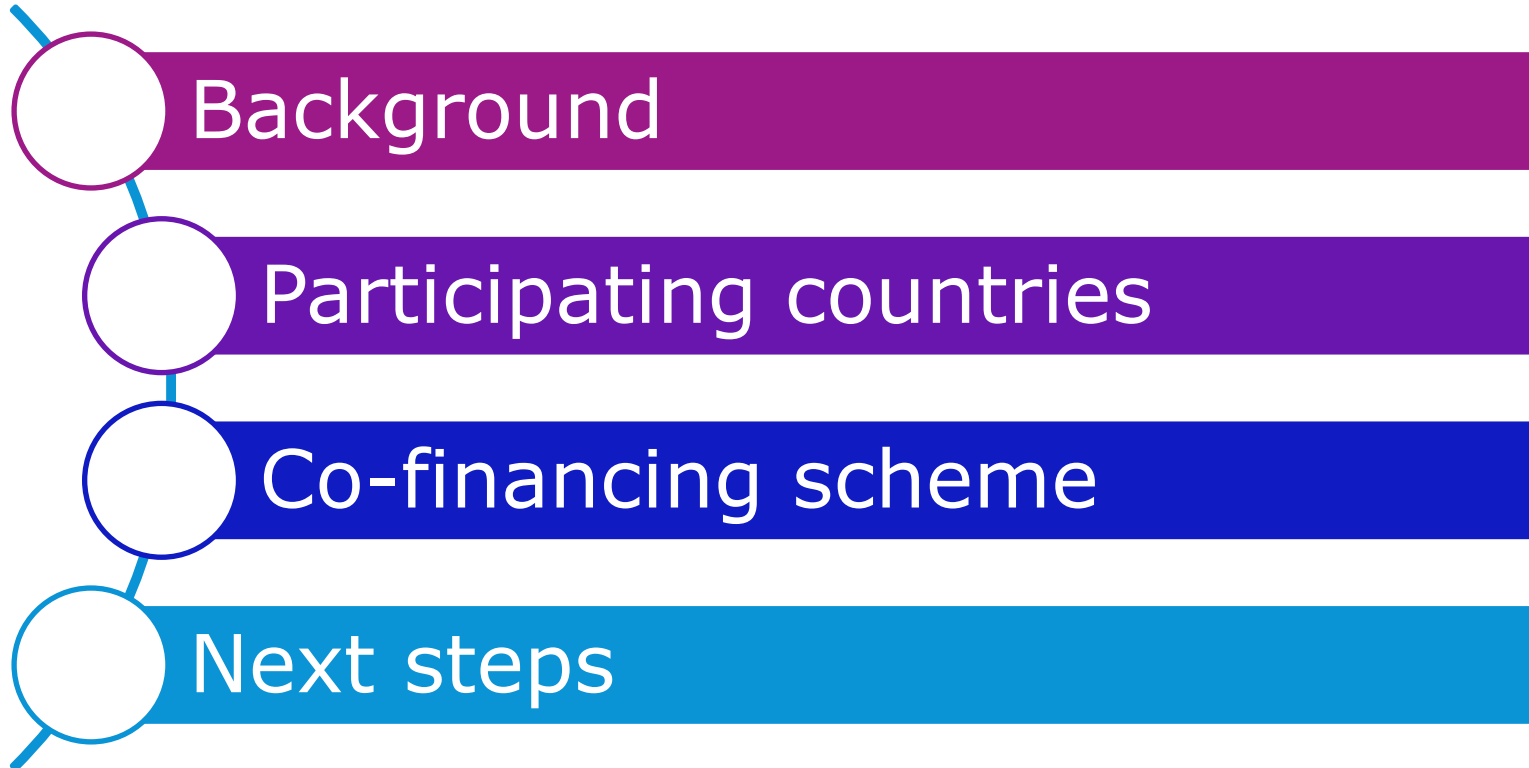 Background
Participating countries
Co-financing scheme
Next steps